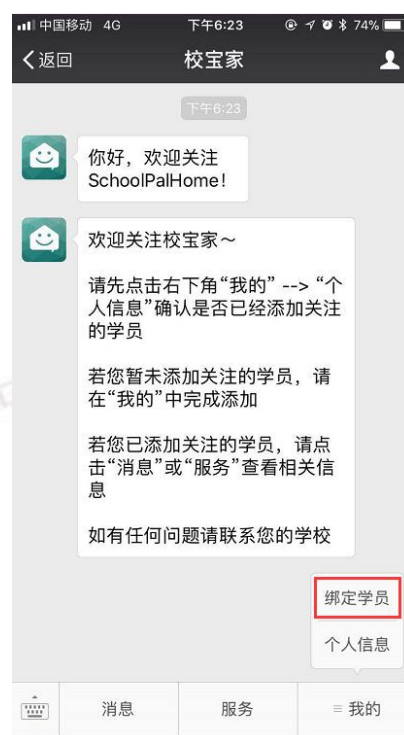 中国移动 4G 下午6:23 74%
返回 校宝家
下午6:23
你好，欢迎关注
SchoolPalHome！
欢迎关注校宝家～
请先点击右下角“我的” --> “个
人信息”确认是否已经添加关注
的学员
若您暂未添加关注的学员，请
在“我的”中完成添加
若您已添加关注的学员，请点
击“消息”或“服务”查看相关信
息
如有任何问题请联系您的学校
绑定学员
个人信息
消息 服务 我的